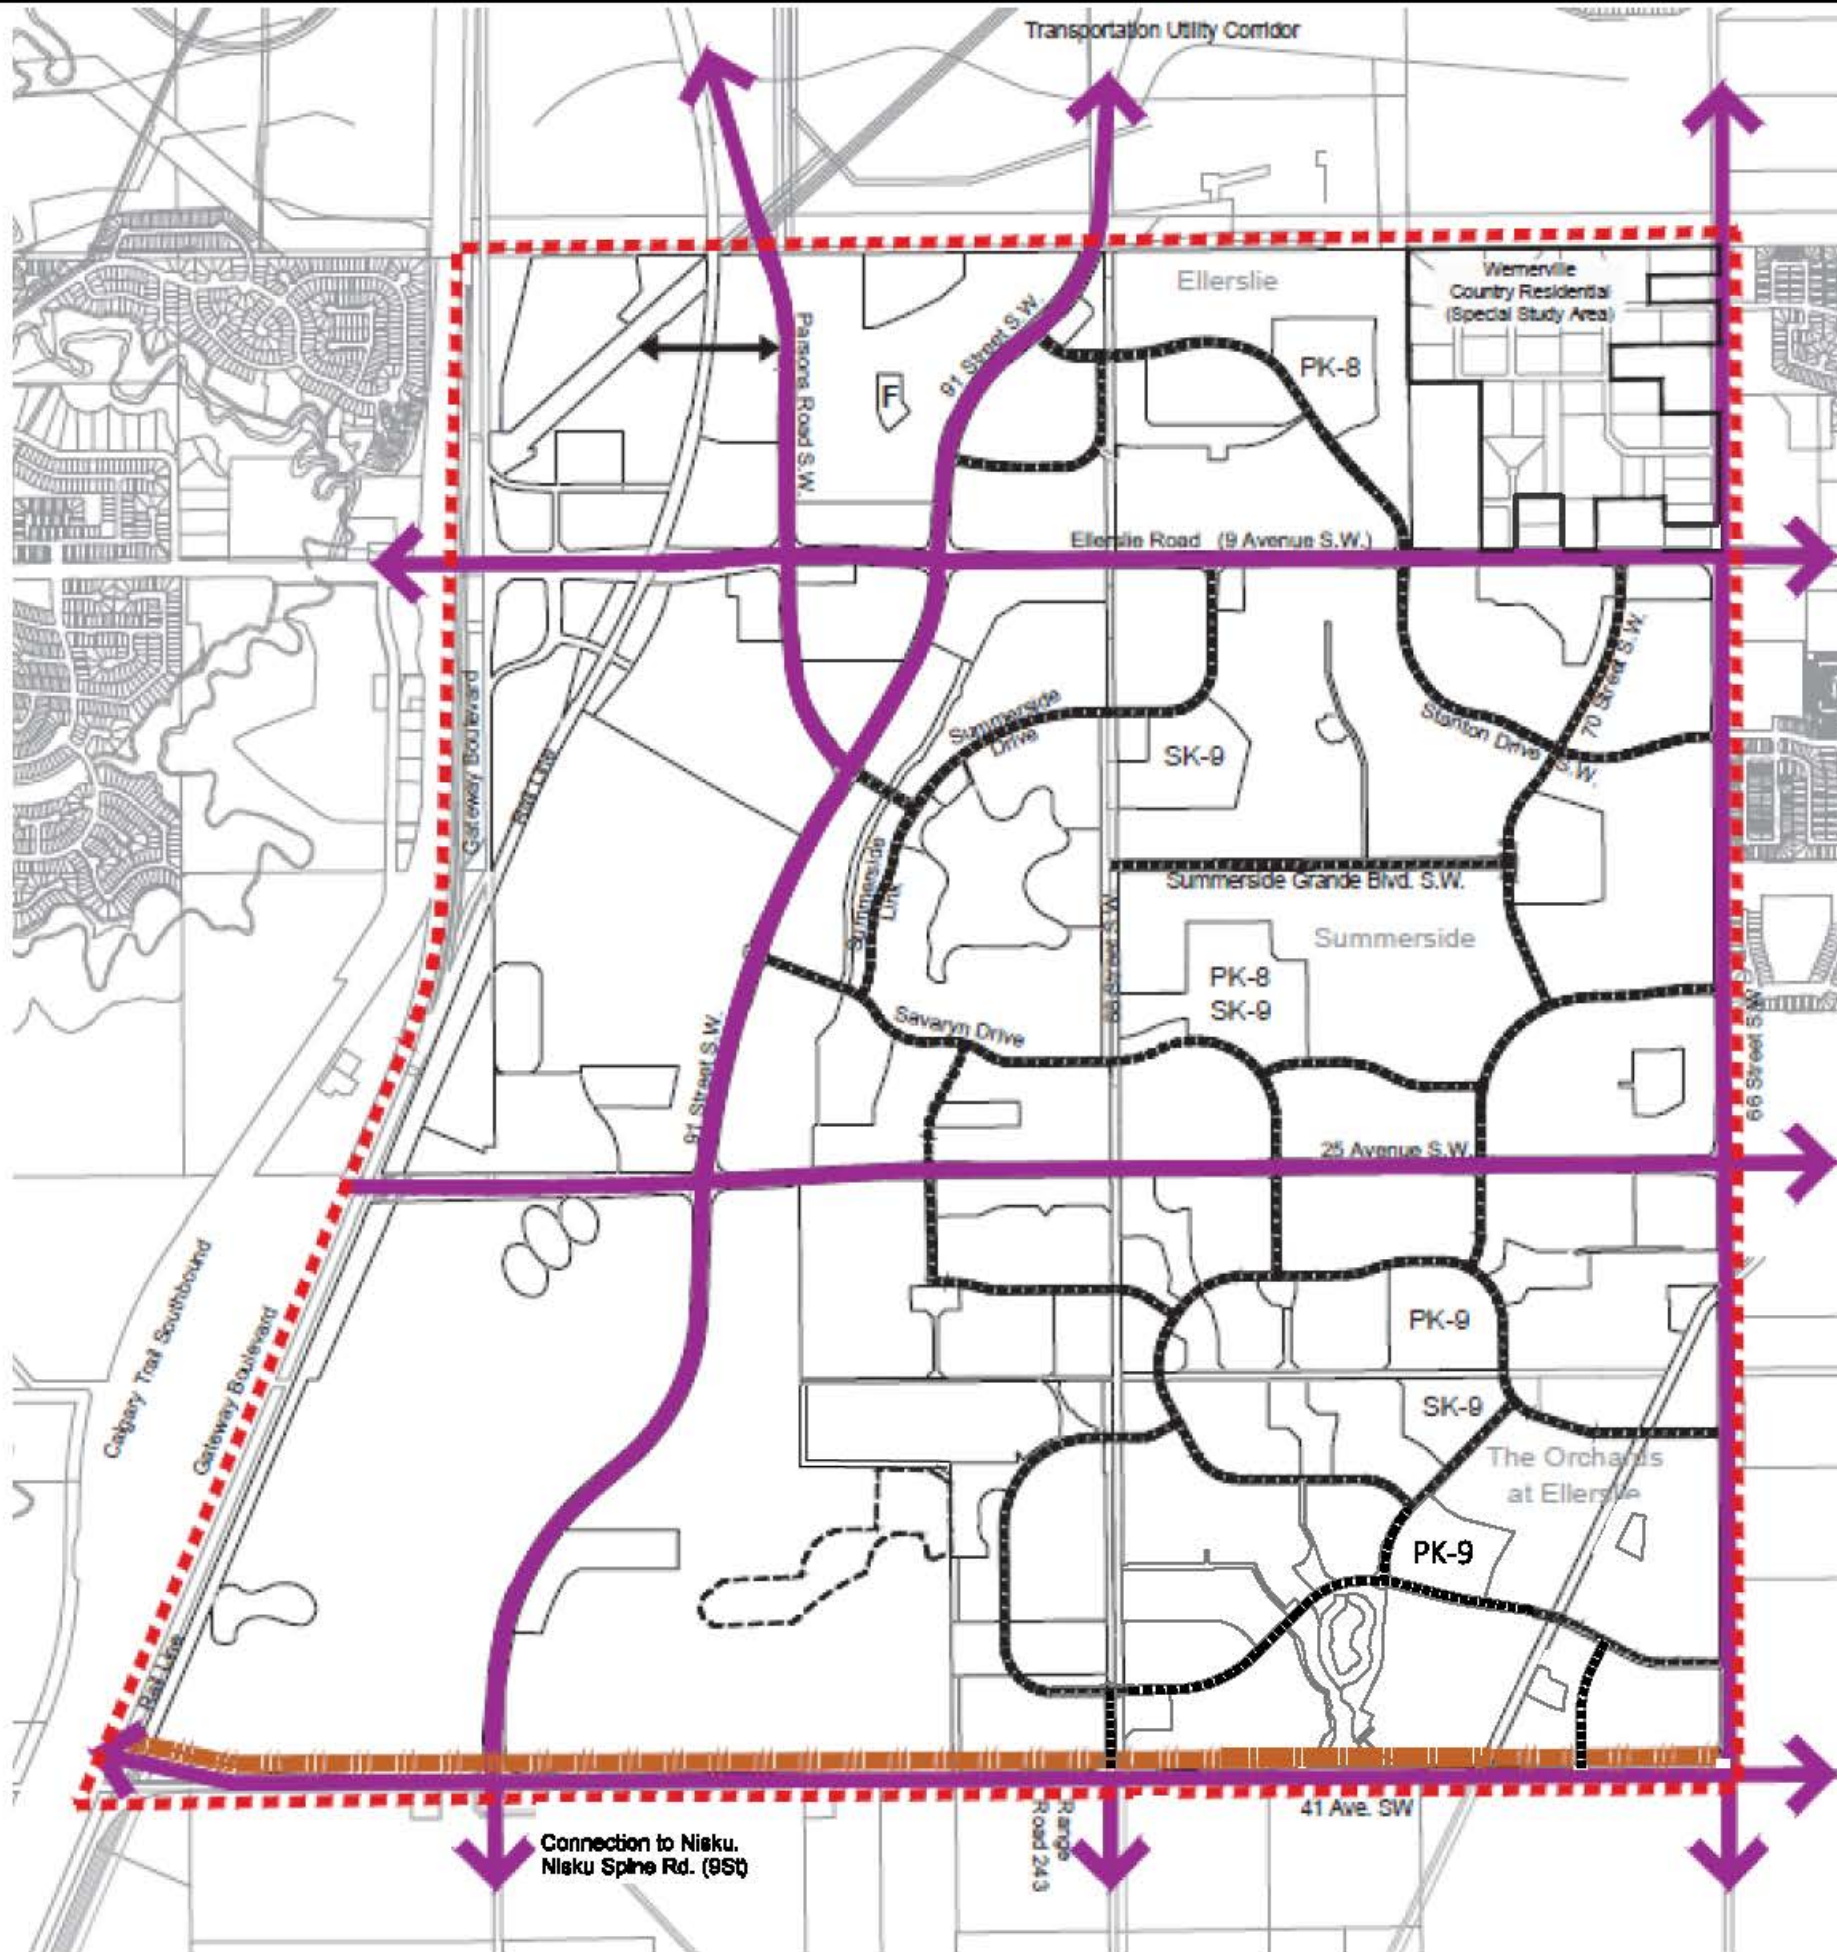 Transportation Utility Corridor
Ellerslie
Wernerville
Country Residential
(Special Study Area)
Parsons Road S.W.
91 Street S.W.
PK-8
F
Ellerslie Road (9 Avenue S.W.)
Gateway Boulevard
Rail Line
Summerside
Drive
SK-9
Stanton Drive S.W.
70 Street S.W.
Summerside
Link
Summerside Grande Blvd. S.W.
88 Street S.W.
Summerside
PK-8
SK-9
Savaryn Drive
91 Street S.W.
66 Street S.W.
25 Avenue S.W.
Calgary Trail Southbound
Gateway Boulevard
PK-9
SK-9
The Orchards
at Ellerslie
PK-9
Rail Line
41 Ave. SW
Range
Road 243
Connection to Nisku.
Nisku Spine Rd. (9St)